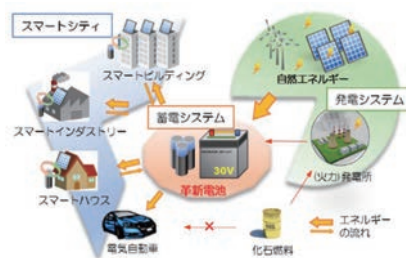 スマートシティ
スマートビルディング
自然エネルギー
発電システム
スマートインダストリー
蓄電システム
30V
革新電池
(火力)発電所
スマートハウス
電気自動車
化石燃料
エネルギー
の流れ